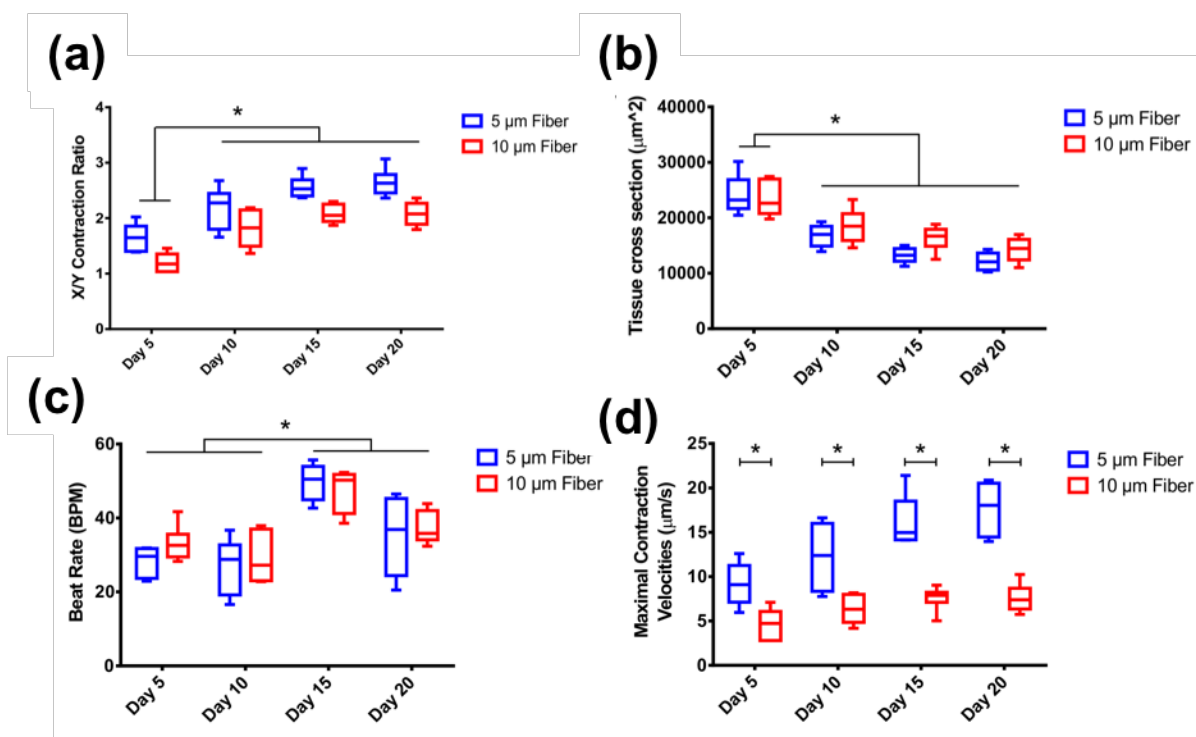 (a)
X/Y Contraction Ratio
4
3
2
1
0
*
Day 5
Day 10
Day 15
Day 20
5 µm Fiber
10 µm Fiber
(b)
Tissue cross section (µm^2)
40000
30000
20000
10000
0
*
Day 5
Day 10
Day 15
Day 20
5 µm Fiber
10 µm Fiber
(c)
Beat Rate (BPM)
60
40
20
0
*
Day 5
Day 10
Day 15
Day 20
5 µm Fiber
10 µm Fiber
(d)
Maximal Contraction
Velocities (µm/s)
25
20
15
10
5
0
* * * *
Day 5
Day 10
Day 15
Day 20
5 µm Fiber
10 µm Fiber